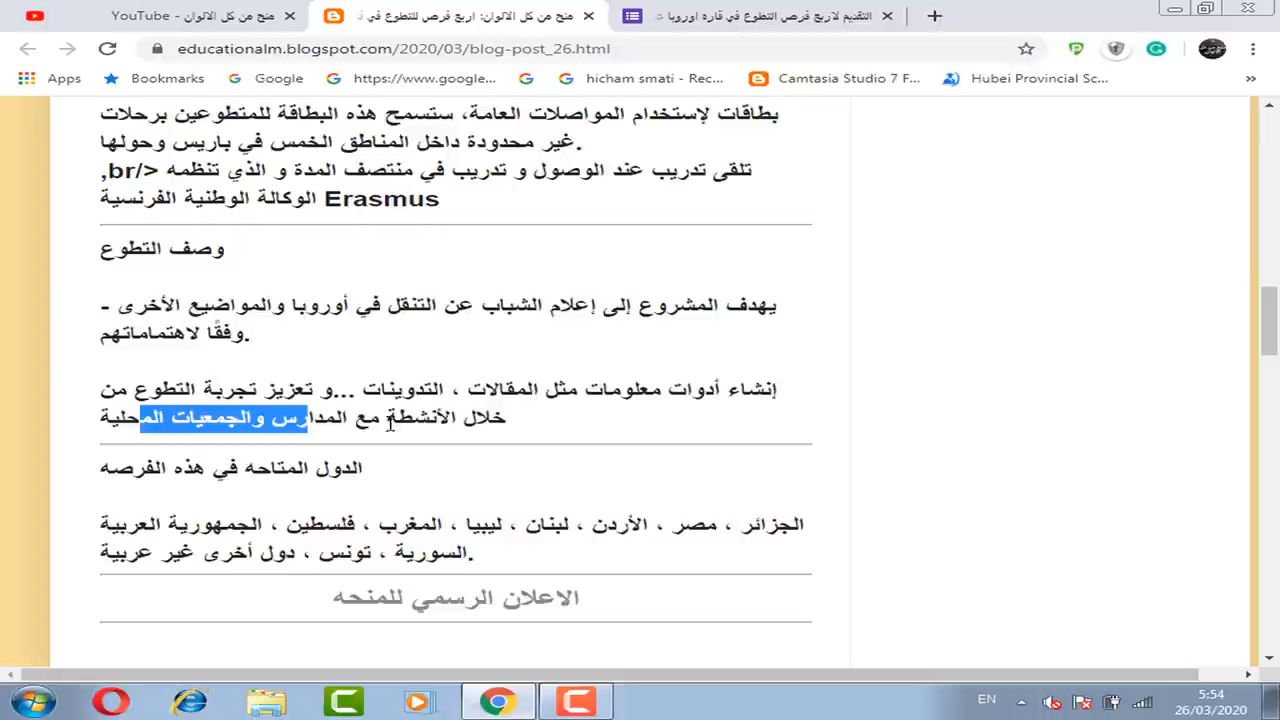 منح من كل الالوان - YouTube
منح من كل الالوان: اربع فرص للتطوع في ق
التقديم لاربع فرص التطوع في قاره اوروبا
educationalm.blogspot.com/2020/03/blog-post_26.html
Apps
Bookmarks
Google
https://www.google...
hicham smati - Rec...
Camtasia Studio 7 F...
Hubei Provincial Sc...
»
بطاقات لإستخدام المواصلات العامة، ستسمح هذه البطاقة للمتطوعين برحلات
غير محدودة داخل المناطق الخمس في باريس وحولها.
تلقى تدريب عند الوصول و تدريب في منتصف المدة و الذي تنظمه <br/,
الوكالة الوطنية الفرنسية Erasmus
وصف التطوع
يهدف المشروع إلى إعلام الشباب عن التنقل في أوروبا والمواضيع الأخرى -
وفقًا لاهتماماتهم.
إنشاء أدوات معلومات مثل المقالات ، التدوينات ...و تعزيز تجربة التطوع من
خلال الأنشطة مع المدارس والجمعيات المحلية
الدول المتاحه في هذه الفرصه
الجزائر ، مصر ، الأردن ، لبنان ، ليبيا ، المغرب ، فلسطين ، الجمهورية العربية
السورية ، تونس ، دول أخرى غير عربية.
الاعلان الرسمي للمنحه
EN
5:54
26/03/2020